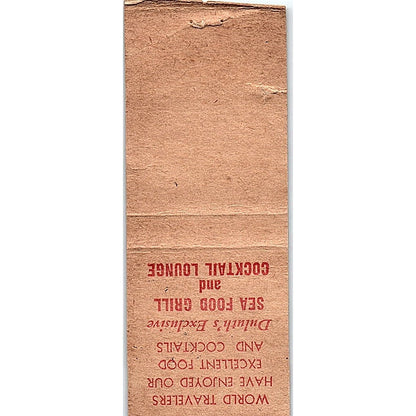 WORLD TRAVELERS
HAVE ENJOYED OUR
EXCELLENT FOOD
AND COCKTAILS
Duluth's Exclusive
SEA FOOD GRILL
and
COCKTAIL LOUNGE